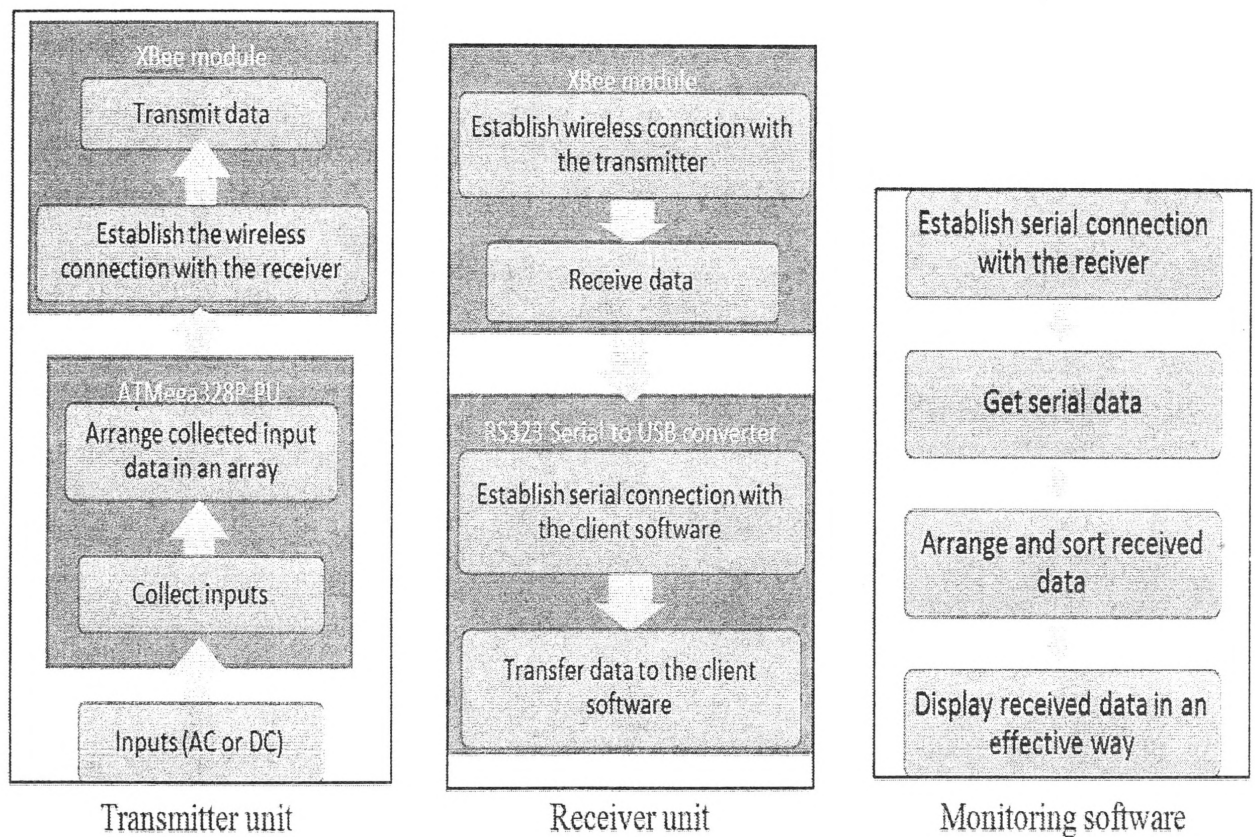 XBee module
Transmit data
Establish the wireless
connection with the receiver
ATMega328P-PU
Arrange collected input
data in an array
Collect inputs
Inputs (AC or DC)
Transmitter unit
XBee module
Establish wireless connction with
the transmitter
Receive data
RS323 Serial to USB converter
Establish serial connection with
the client software
Transfer data to the client
software
Receiver unit
Establish serial connection
with the reciver
Get serial data
Arrange and sort received
data
Display received data in an
effective way
Monitoring software